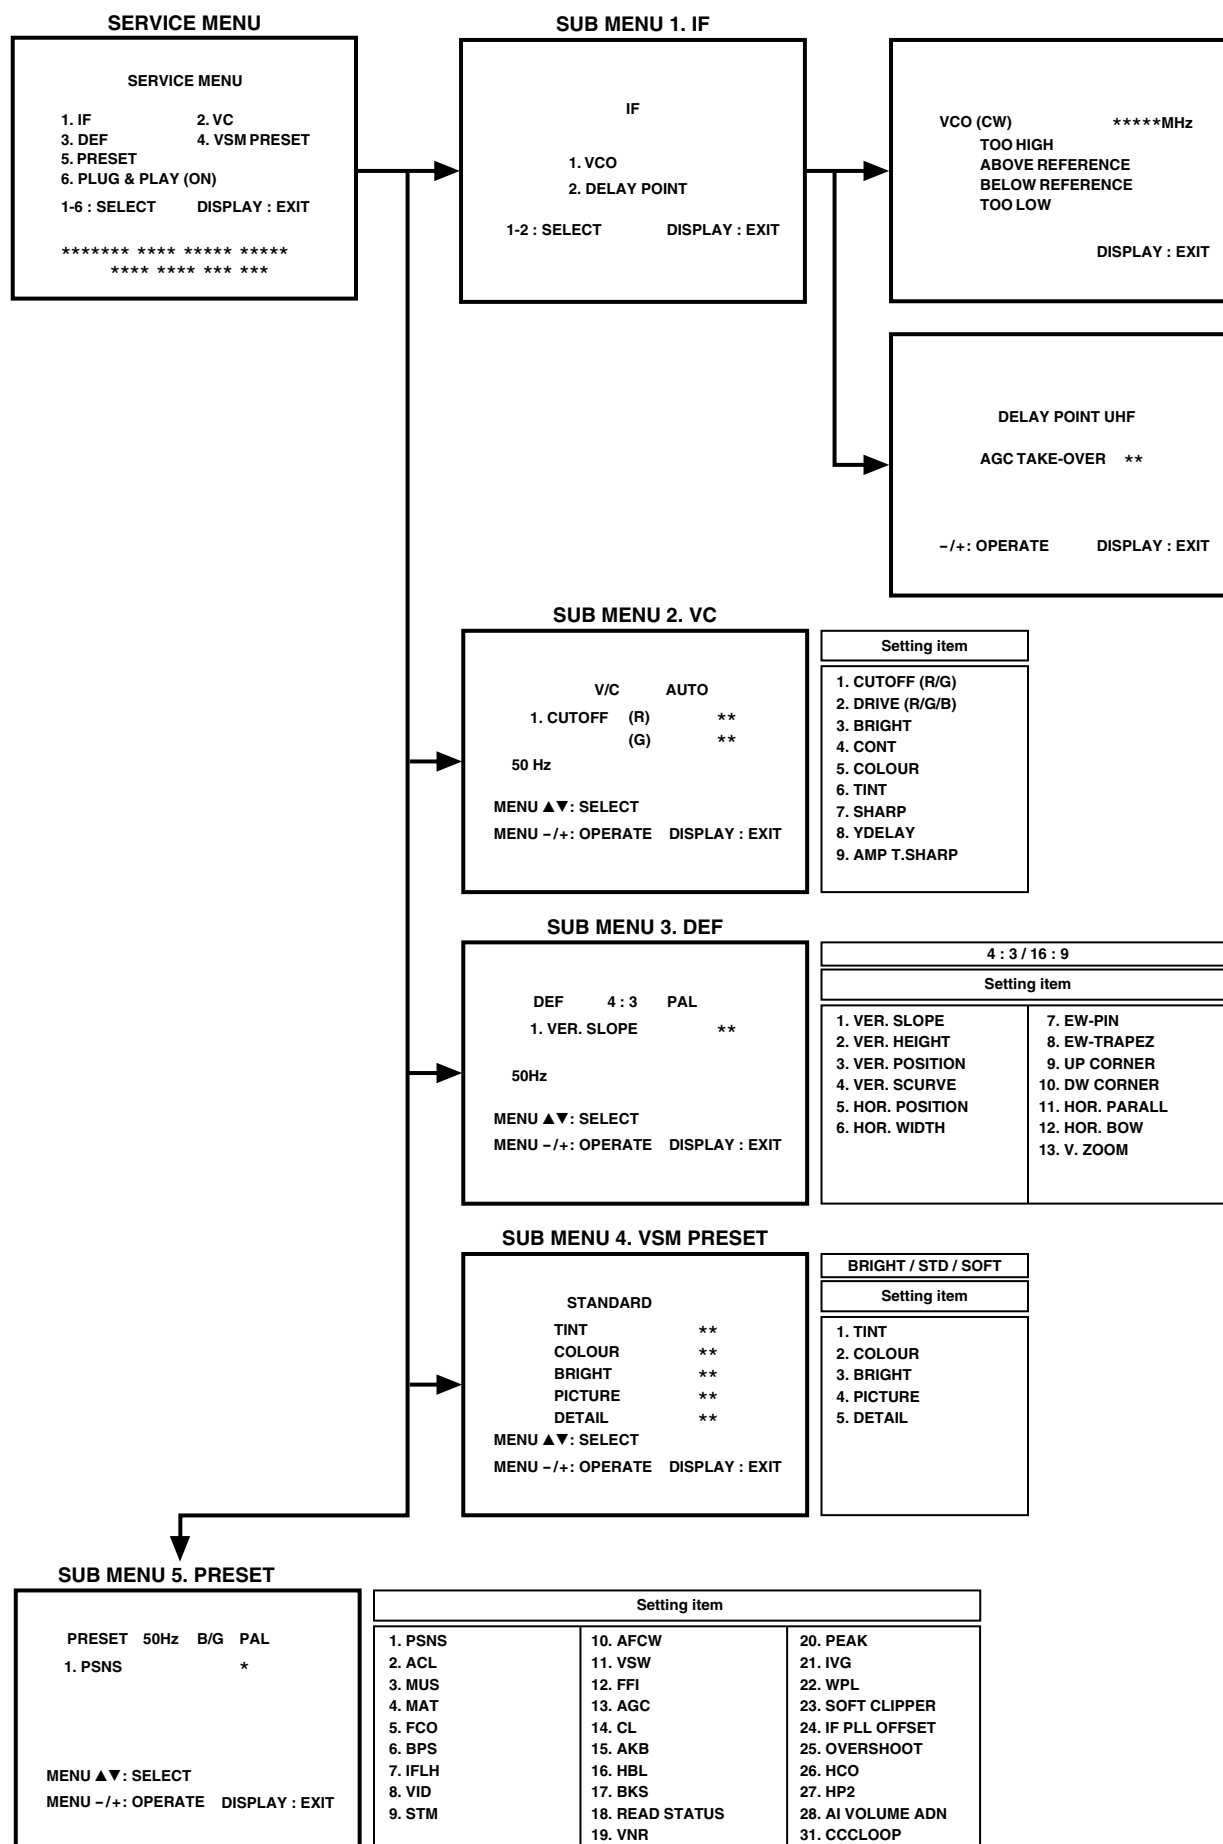 SERVICE MENU
SERVICE MENU
1. IF 2. VC
3. DEF 4. VSM PRESET
5. PRESET
6. PLUG & PLAY (ON)
1-6 : SELECT DISPLAY : EXIT
******* **** ***** *****
**** **** *** ***
SUB MENU 1. IF
IF
1. VCO
2. DELAY POINT
1-2 : SELECT DISPLAY : EXIT
VCO (CW) *****MHz
TOO HIGH
ABOVE REFERENCE
BELOW REFERENCE
TOO LOW
DISPLAY : EXIT
DELAY POINT UHF
AGC TAKE-OVER **
–/+: OPERATE DISPLAY : EXIT
SUB MENU 2. VC
V/C AUTO
1. CUTOFF (R) **
(G) **
50 Hz
MENU ▲▼: SELECT
MENU –/+: OPERATE DISPLAY : EXIT
Setting item
1. CUTOFF (R/G)
2. DRIVE (R/G/B)
3. BRIGHT
4. CONT
5. COLOUR
6. TINT
7. SHARP
8. YDELAY
9. AMP T.SHARP
SUB MENU 3. DEF
DEF 4 : 3 PAL
1. VER. SLOPE **
50Hz
MENU ▲▼: SELECT
MENU –/+: OPERATE DISPLAY : EXIT
4 : 3 / 16 : 9
Setting item
1. VER. SLOPE
2. VER. HEIGHT
3. VER. POSITION
4. VER. SCURVE
5. HOR. POSITION
6. HOR. WIDTH
7. EW-PIN
8. EW-TRAPEZ
9. UP CORNER
10. DW CORNER
11. HOR. PARALL
12. HOR. BOW
13. V. ZOOM
SUB MENU 4. VSM PRESET
STANDARD
TINT **
COLOUR **
BRIGHT **
PICTURE **
DETAIL **
MENU ▲▼: SELECT
MENU –/+: OPERATE DISPLAY : EXIT
BRIGHT / STD / SOFT
Setting item
1. TINT
2. COLOUR
3. BRIGHT
4. PICTURE
5. DETAIL
SUB MENU 5. PRESET
PRESET 50Hz B/G PAL
1. PSNS *
MENU ▲▼: SELECT
MENU –/+: OPERATE DISPLAY : EXIT
Setting item
1. PSNS
2. ACL
3. MUS
4. MAT
5. FCO
6. BPS
7. IFLH
8. VID
9. STM
10. AFCW
11. VSW
12. FFI
13. AGC
14. CL
15. AKB
16. HBL
17. BKS
18. READ STATUS
19. VNR
20. PEAK
21. IVG
22. WPL
23. SOFT CLIPPER
24. IF PLL OFFSET
25. OVERSHOOT
26. HCO
27. HP2
28. AI VOLUME ADN
31. CCCLOOP